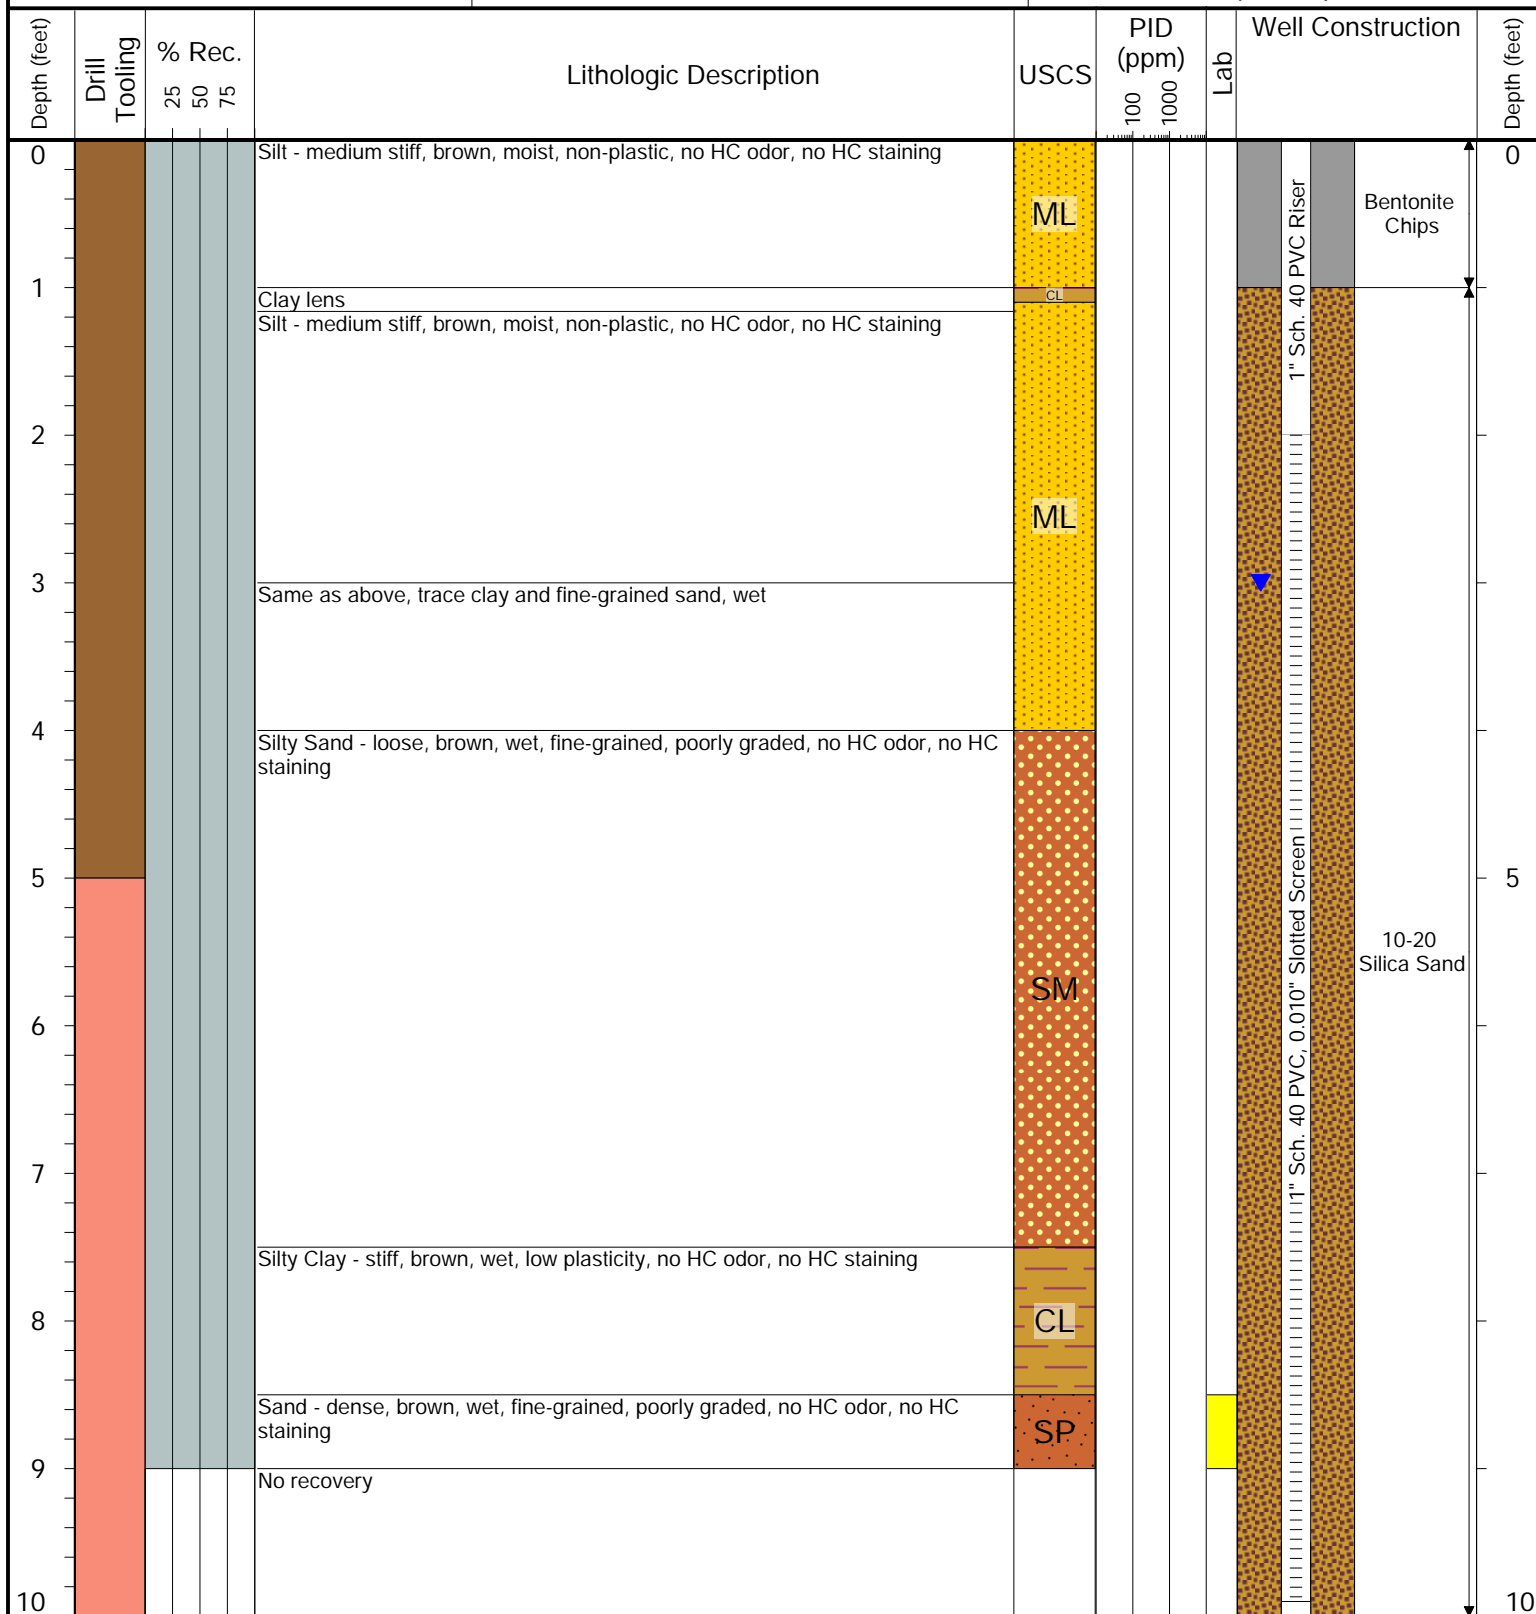 Depth (feet)
Drill
Tooling
% Rec.
25
50
75
Lithologic Description
USCS
PID
(ppm)
100
1000
Lab
Well Construction
Depth (feet)
0
Silt - medium stiff, brown, moist, non-plastic, no HC odor, no HC staining
ML
1" Sch. 40 PVC Riser
Bentonite
Chips
0
1
Clay lens
CL
Silt - medium stiff, brown, moist, non-plastic, no HC odor, no HC staining
2
ML
3
Same as above, trace clay and fine-grained sand, wet
4
Silty Sand - loose, brown, wet, fine-grained, poorly graded, no HC odor, no HC
staining
5
1" Sch. 40 PVC, 0.010" Slotted Screen
5
10-20
Silica Sand
SM
6
7
Silty Clay - stiff, brown, wet, low plasticity, no HC odor, no HC staining
8
CL
Sand - dense, brown, wet, fine-grained, poorly graded, no HC odor, no HC
staining
SP
9
No recovery
10
10